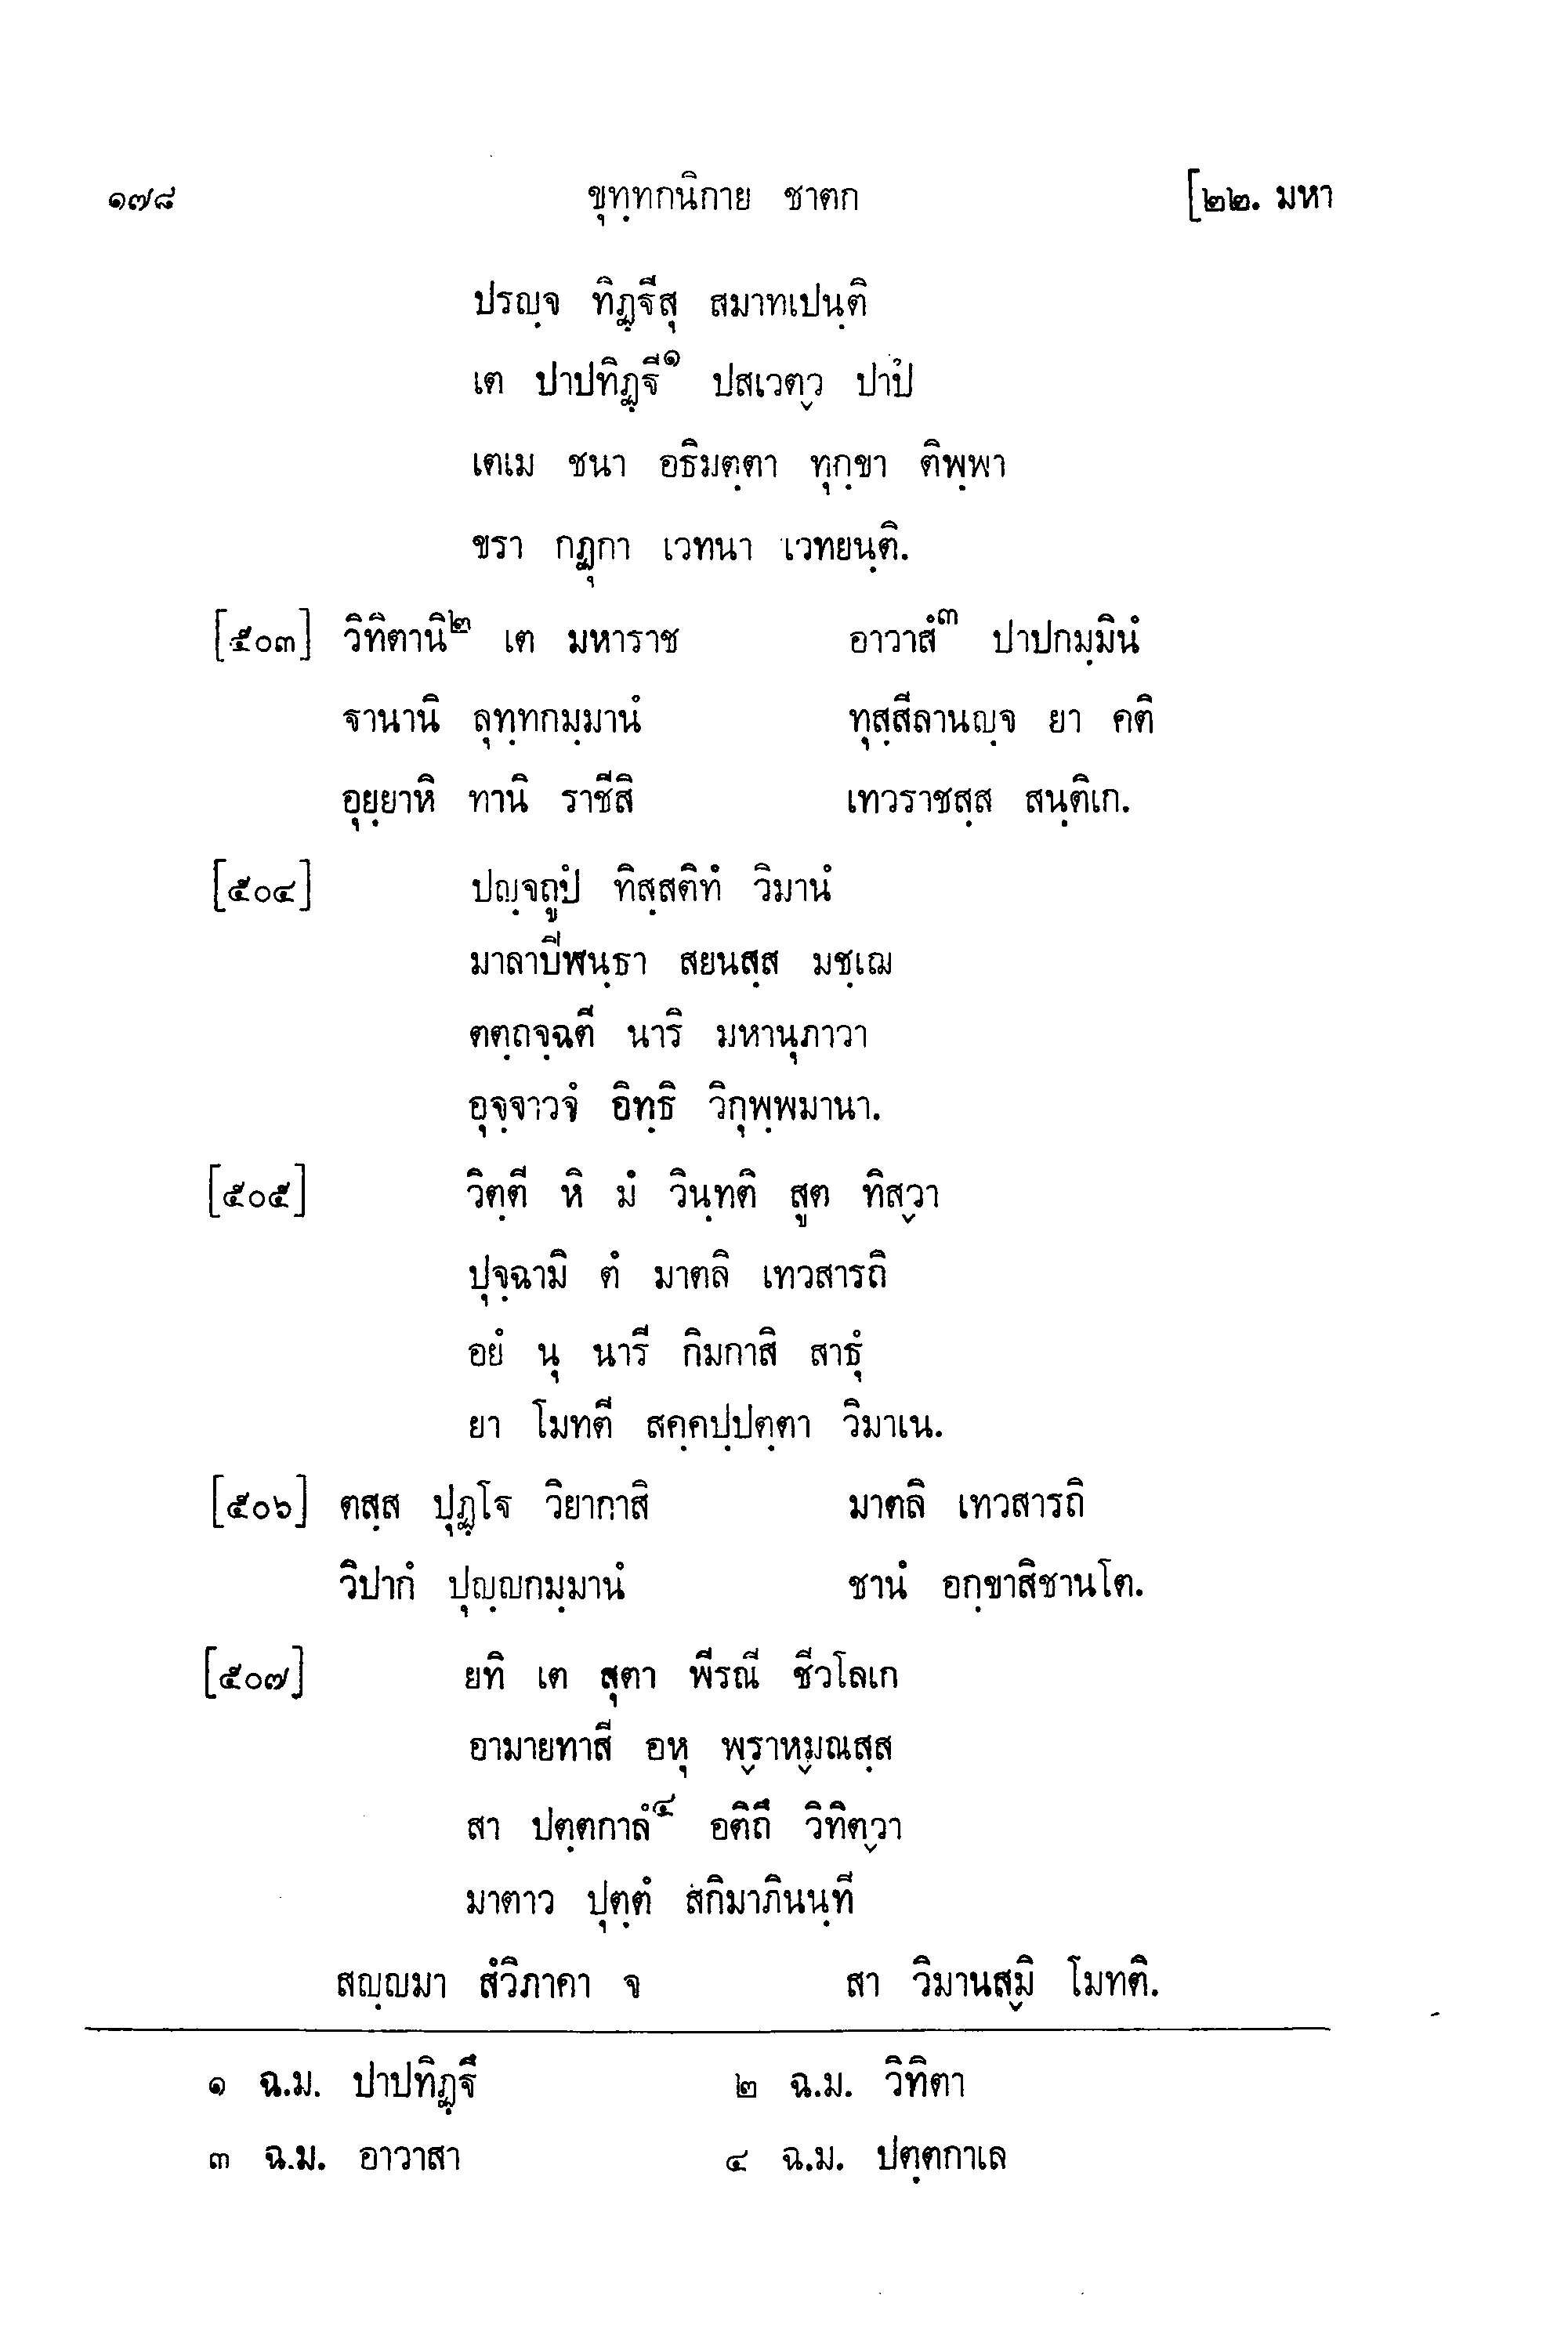 ๑๗๘ ขุทฺทกนิกาย ชาตก [๒๒. มหา
ปรญฺจ ทิฏฺฐีสุ สมาทเปนฺติ
เต ปาปทิฏฺฐี๑ ปสเวตฺว ปาปํ
เตเม ชนา อธิมตฺตา ทุกฺขา ติพฺพา
ขรา กฏุกา เวทนา เวทยนฺติ.
[๕๐๓] วิทิตานิ๒ เต มหาราช อาวาสํ๓ ปาปกมฺมินํ
ฐานานิ ลุทฺทกมฺมานํ ทุสฺสีลานญฺจ ยา คติ
อุยฺยาหิ ทานิ ราชีสิ เทวราชสฺส สนฺติเก.
[๕๐๔] ปญฺจถูปํ ทิสฺสติทํ วิมานํ
มาลาปิฬนฺธา สยนสฺส มชฺเฌ
ตตฺถจฺฉตี นาริ มหานุภาวา
อุจฺจาวจํ อิทฺธิ วิกุพฺพมานา.
[๕๐๕] วิตฺตี หิ มํ วินฺทติ สูต ทิสฺวา
ปุจฺฉามิ ตํ มาตลิ เทวสารถิ
อยํ นุ นารี กิมกาสิ สาธุํ
ยา โมทตี สคฺคปฺปตฺตา วิมาเน.
[๕๐๖] ตสฺส ปุฏฺโฐ วิยากาสิ มาตลิ เทวสารถิ
วิปากํ ปุญฺญกมฺมานํ ชานํ อกฺขาสิชานโต.
[๕๐๗] ยทิ เต สุตา พีรณี ชีวโลเก
อามายทาสี อหุ พฺราหฺมณสฺส
สา ปตฺตกาลํ๔ อติถึ วิทิตฺวา
มาตาว ปุตฺตํ สกิมาภินนฺที
สญฺญมา สํวิภาคา จ สา วิมานสฺมิ โมทติ.
๑ ฉ.ม. ปาปทิฏฺฐึ ๒ ฉ.ม. วิทิตา
๓ ฉ.ม. อาวาสา ๔ ฉ.ม. ปตฺตกาเล